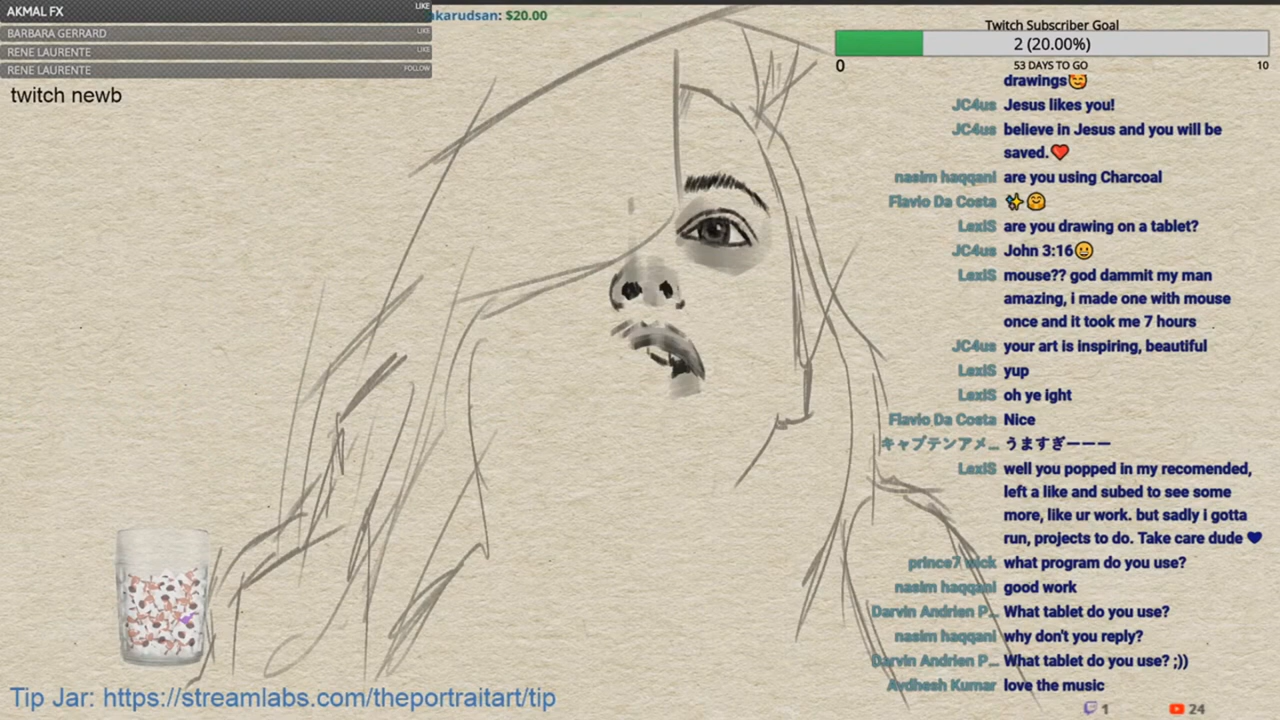 AKMAL FX LIKE
BARBARA GERRARD LIKE
RENE LAURENTE LIKE
RENE LAURENTE FOLLOW
akarudsan: $20.00
twitch newb
Twitch Subscriber Goal
2 (20.00%)
0 53 DAYS TO GO 10
drawings🥰
JC4us Jesus likes you!
JC4us believe in Jesus and you will be
saved.❤️
nasim haqqani are you using Charcoal
Flavio Da Costa ✨🤗
LexIS are you drawing on a tablet?
JC4us John 3:16😀
LexIS mouse?? god dammit my man
amazing, i made one with mouse
once and it took me 7 hours
JC4us your art is inspiring, beautiful
LexIS yup
LexIS oh ye ight
Flavio Da Costa Nice
キャプテンアメ... うますぎーーー
LexIS well you popped in my recomended,
left a like and subed to see some
more, like ur work. but sadly i gotta
run, projects to do. Take care dude 💙
prince7 wick what program do you use?
nasim haqqani good work
Darvin Andrien P... What tablet do you use?
nasim haqqani why don't you reply?
Darvin Andrien P... What tablet do you use? ;))
Avdhesh Kumar love the music
Tip Jar: https://streamlabs.com/theportraitart/tip
1 24